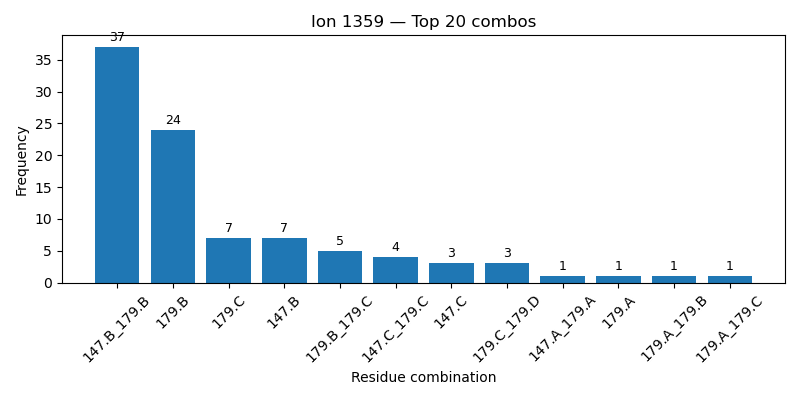 Ion 1359 — Top 20 combos
Frequency
35
30
25
20
15
10
5
0
37
24
7
7
5
4
3
3
1
1
1
1
147.B_179.B
179.B
179.C
147.B
179.B_179.C
147.C_179.C
147.C
179.C_179.D
147.A_179.A
179.A
179.A_179.B
179.A_179.C
Residue combination